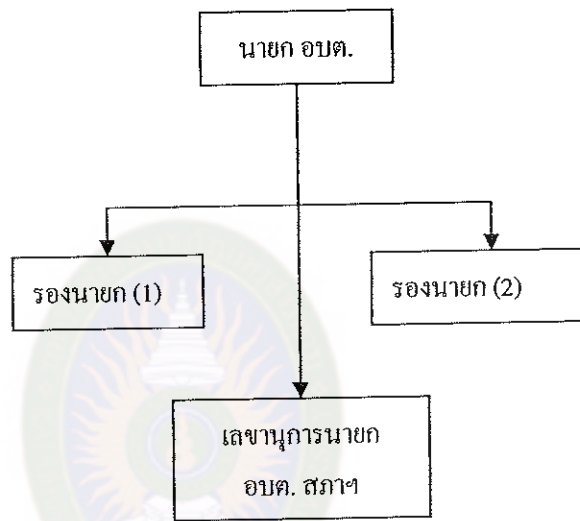 นายก อบต.
รองนายก (1)
รองนายก (2)
เลขานุการนายก
อบต. สภาฯ